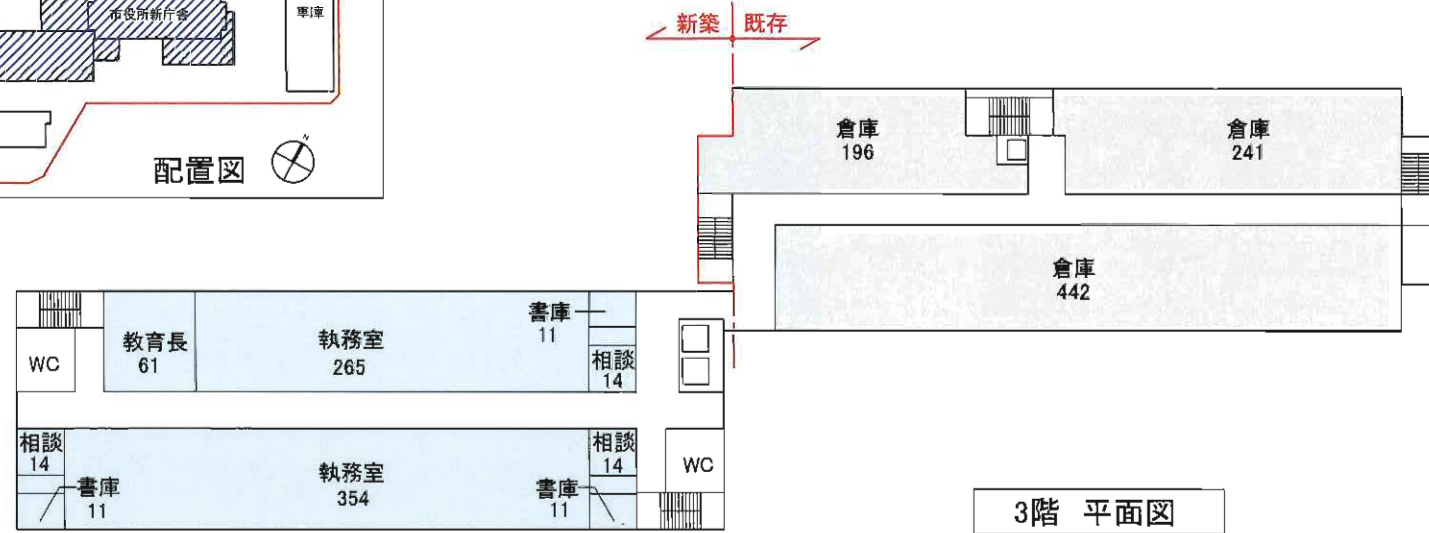 市役所新庁舎
車庫
配置図
N
新築
既存
倉庫
196
倉庫
241
倉庫
442
教育長
61
執務室
265
書庫
11
相談
14
WC
相談
14
書庫
11
執務室
354
相談
14
書庫
11
WC
3階 平面図